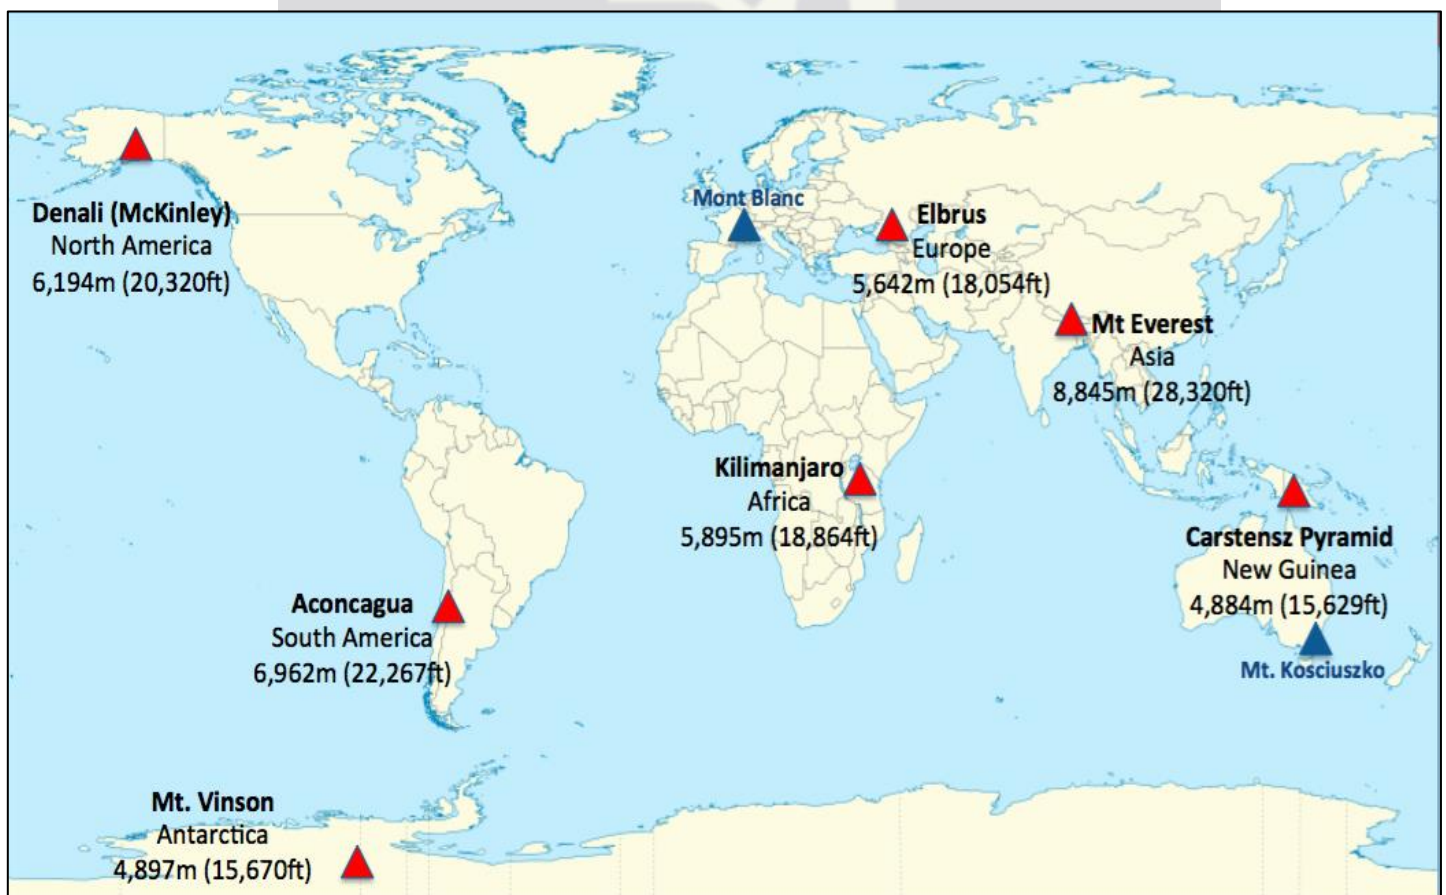 Denali (McKinley)
North America
6,194m (20,320ft)
Mont Blanc
Elbrus
Europe
5,642m (18,054ft)
Mt Everest
Asia
8,845m (28,320ft)
Kilimanjaro
Africa
5,895m (18,864ft)
Carstensz Pyramid
New Guinea
4,884m (15,629ft)
Mt. Kosciuszko
Aconcagua
South America
6,962m (22,267ft)
Mt. Vinson
Antarctica
4,897m (15,670ft)